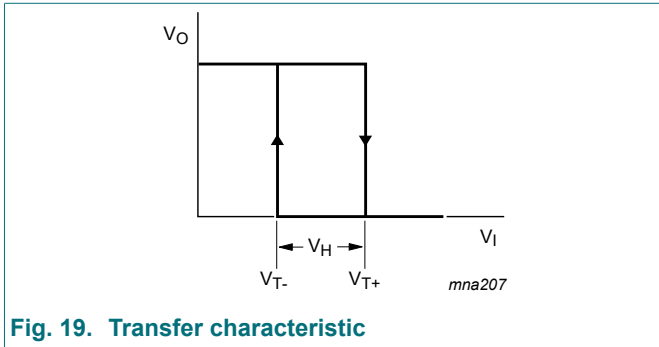 VO
VI
VH
VT-
VT+
mna207
Fig. 19. Transfer characteristic